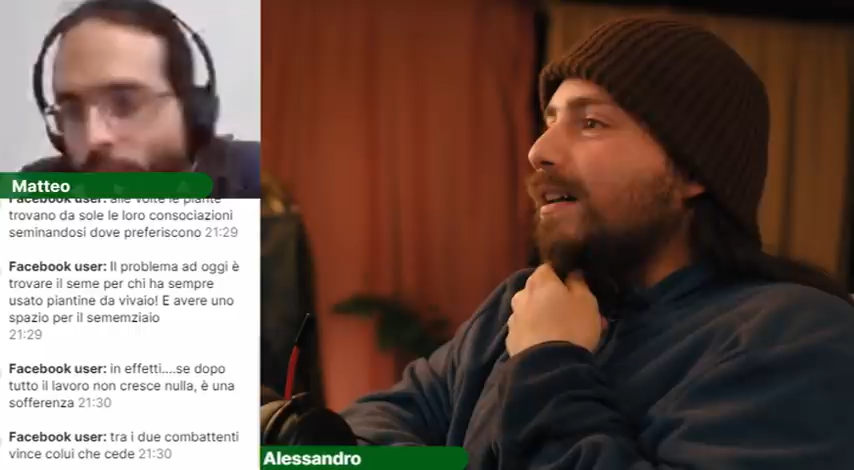 Matteo
Facebook user: alle volte le piante
trovano da sole le loro consociazioni
seminandosi dove preferiscono 21:29
Facebook user: Il problema ad oggi è
trovare il seme per chi ha sempre
usato piantine da vivaio! E avere uno
spazio per il sememziaio
21:29
Facebook user: in effetti....se dopo
tutto il lavoro non cresce nulla, è una
sofferenza 21:30
Facebook user: tra i due combattenti
vince colui che cede 21:30
Alessandro